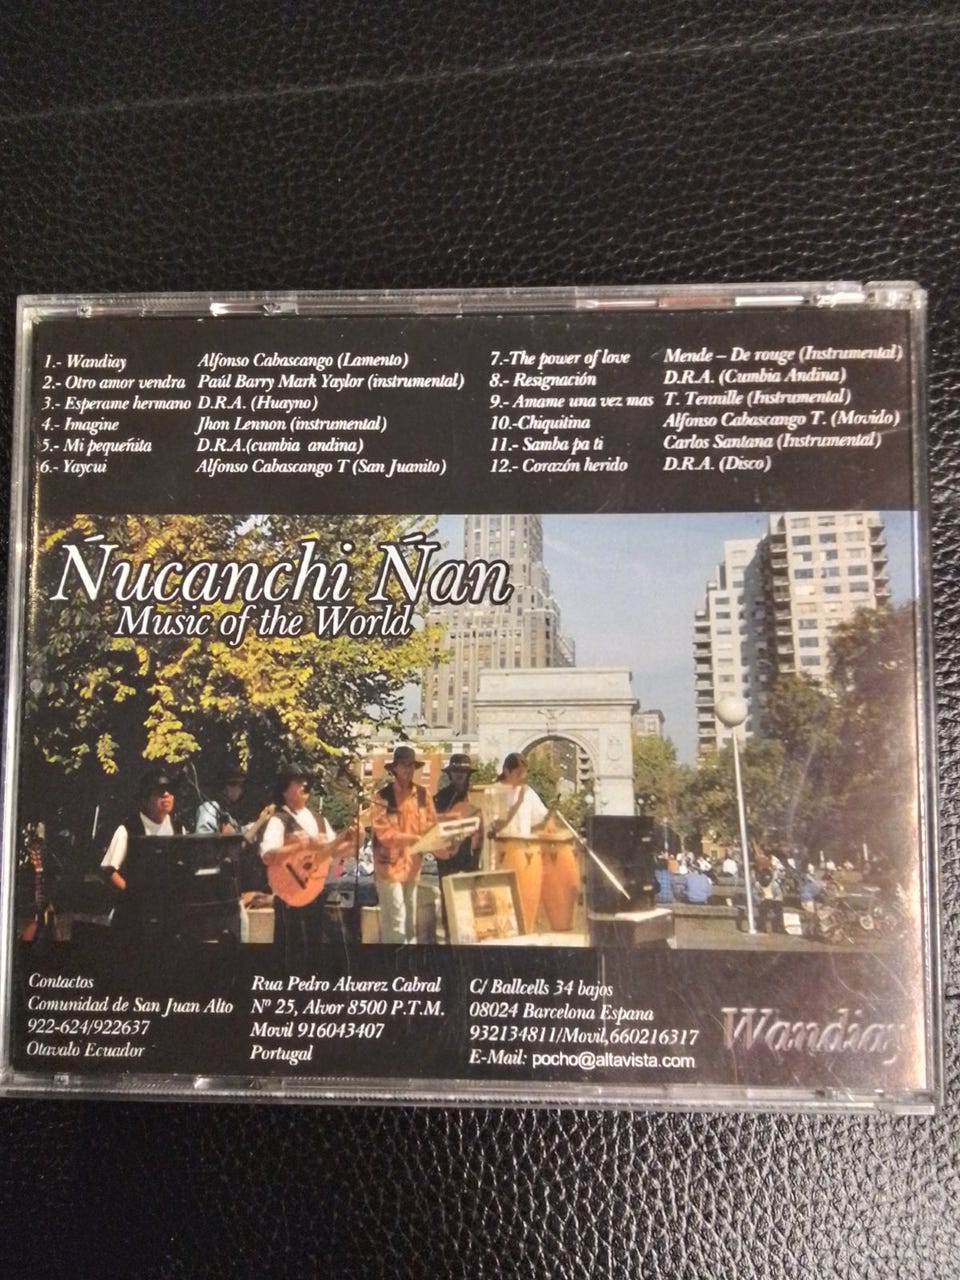 1.- Wandiay Alfonso Cabascango (Lamento)
2.- Otro amor vendra Paúl Barry Mark Yaylor (instrumental)
3.- Esperame hermano D.R.A. (Huayno)
4.- Imagine Jhon Lennon (instrumental)
5.- Mi pequeñita D.R.A.(cumbia andina)
6.- Yaycui Alfonso Cabascango T (San Juanito)
7.-The power of love Mende – De rouge (Instrumental)
8.- Resignación D.R.A. (Cumbia Andina)
9.- Amame una vez mas T. Tennille (Instrumental)
10.-Chiquitina Alfonso Cabascango T. (Movido)
11.- Samba pa ti Carlos Santana (Instrumental)
12.- Corazón herido D.R.A. (Disco)
Ñucanchi Ñan
Music of the World
Contactos
Comunidad de San Juan Alto
922-624/922637
Otavalo Ecuador
Rua Pedro Alvarez Cabral
Nº 25, Alvor 8500 P.T.M.
Movil 916043407
Portugal
C/ Ballcells 34 bajos
08024 Barcelona Espana
932134811/Movil,660216317
E-Mail: pocho@altavista.com
Wandiay